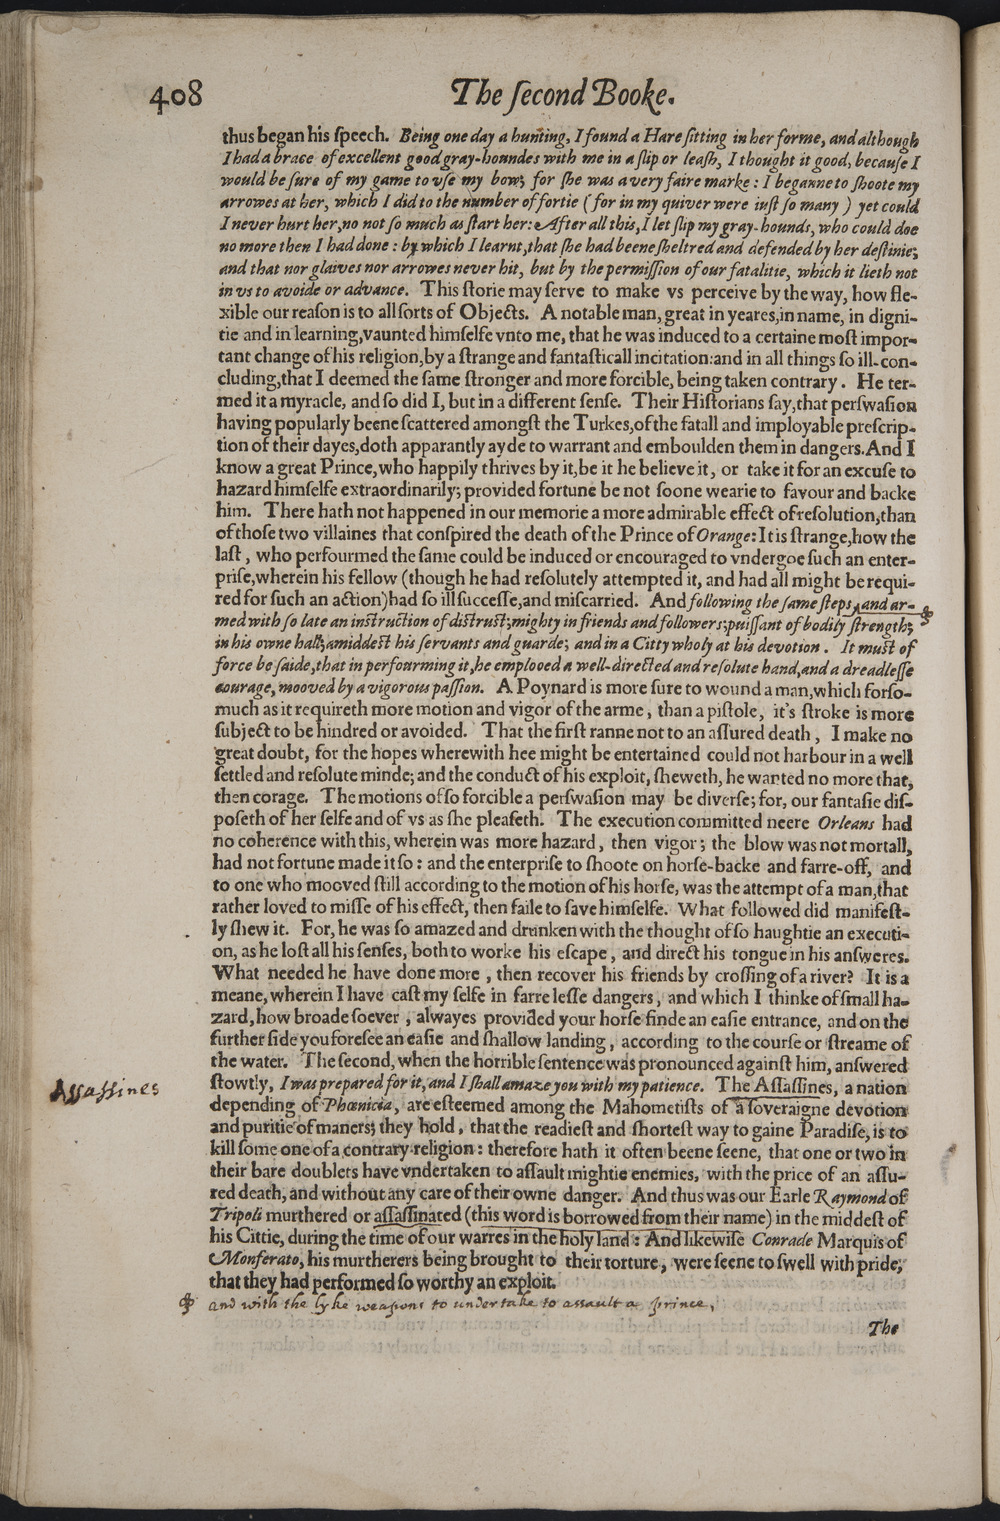 408 The ſecond Booke.
thus began his ſpeech. Being one day a hunting, I found a Hare ſitting in her forme, and although
I had a brace of excellent good gray-houndes with me in a ſlip or leaſh, I thought it good, becauſe I
would be ſure of my game to vſe my bow; for ſhe was a very faire marke: I beganne to ſhoote my
arrowes at her, which I did to the number of fortie (for in my quiver were iuſt ſo many) yet could
I never hurt her, no not ſo much as ſtart her: After all this, I let ſlip my gray-hounds, who could doe
no more then I had done: by which I learnt, that ſhe had beene ſheltred and defended by her deſtinie;
and that nor glaives nor arrowes never hit, but by the permiſſion of our fatalitie, which it lieth not
in vs to avoide or advance. This ſtorie may ſerve to make vs perceive by the way, how fle-
xible our reaſon is to all ſorts of Objects. A notable man, great in yeares, in name, in digni-
tie and in learning, vaunted himſelfe vnto me, that he was induced to a certaine moſt impor-
tant change of his religion, by a ſtrange and fantaſticall incitation: and in all things ſo ill-con-
cluding, that I deemed the ſame ſtronger and more forcible, being taken contrary. He ter-
med it a myracle, and ſo did I, but in a different ſenſe. Their Hiſtorians ſay, that perſwaſion
having popularly beene ſcattered amongſt the Turkes, of the fatall and imployable preſcrip-
tion of their dayes, doth apparantly ayde to warrant and emboulden them in dangers. And I
know a great Prince, who happily thrives by it, be it he believe it, or take it for an excuſe to
hazard himſelfe extraordinarily; provided fortune be not ſoone wearie to favour and backe
him. There hath not happened in our memorie a more admirable effect of reſolution, than
of thoſe two villaines that conſpired the death of the Prince of Orange: It is ſtrange, how the
laſt, who perfourmed the ſame could be induced or encouraged to vndergoe ſuch an enter-
priſe, wherein his fellow (though he had reſolutely attempted it, and had all might be requi-
red for ſuch an action) had ſo ill ſucceſſe, and miſcarried. And following the ſame ſteps, and ar-
med with ſo late an inſtruction of diſtruſt; mighty in friends and followers; puiſſant of bodily ſtrength;
in his owne hall; amiddeſt his ſervants and guarde; and in a Citty wholy at his devotion. It muſt of
force be ſaide, that in perfourming it, he emplooed a well-directed and reſolute hand, and a dreadleſſe
courage, mooved by a vigorous paſſion. A Poynard is more ſure to wound a man, which forſo-
much as it requireth more motion and vigor of the arme, than a piſtole, it's ſtroke is more
ſubject to be hindred or avoided. That the firſt ranne not to an aſſured death, I make no
great doubt, for the hopes wherewith hee might be entertained could not harbour in a well
ſettled and reſolute minde; and the conduct of his exploit, ſheweth, he wanted no more that,
then corage. The motions of ſo forcible a perſwaſion may be diverſe; for, our fantaſie diſ-
poſeth of her ſelfe and of vs as ſhe pleaſeth. The execution committed neere Orleans had
no coherence with this, wherein was more hazard, then vigor; the blow was not mortall,
had not fortune made it ſo: and the enterpriſe to ſhoote on horſe-backe and farre-off, and
to one who mooved ſtill according to the motion of his horſe, was the attempt of a man, that
rather loved to miſſe of his effect, then faile to ſave himſelfe. What followed did manifeſt-
ly ſhew it. For, he was ſo amazed and drunken with the thought of ſo haughtie an executi-
on, as he loſt all his ſenſes, both to worke his eſcape, and direct his tongue in his anſweres.
What needed he have done more, then recover his friends by croſſing of a river? It is a
meane, wherein I have caſt my ſelfe in farre leſſe dangers, and which I thinke of ſmall ha-
zard, how broade ſoever, alwayes provided your horſe finde an eaſie entrance, and on the
further ſide you foreſee an eaſie and ſhallow landing, according to the courſe or ſtreame of
the water. The ſecond, when the horrible ſentence was pronounced againſt him, anſwered
ſtowtly, I was prepared for it, and I ſhall amaze you with my patience. The Aſſaſſines, a nation
Aſſaſſines
depending of Phœnicia, are eſteemed among the Mahometiſts of a ſoveraigne devotion
and puritie of maners; they hold, that the readieſt and ſhorteſt way to gaine Paradiſe, is to
kill ſome one of a contrary religion: therefore hath it often beene ſeene, that one or two in
their bare doublets have vndertaken to aſſault mightie enemies, with the price of an aſſu-
red death, and without any care of their owne danger. And thus was our Earle Raymond of
Tripoli murthered or aſſaſſinated (this word is borrowed from their name) in the middeſt of
his Cittie, during the time of our warres in the holy land: And likewiſe Conrade Marquis of
Monferato, his murtherers being brought to their torture, were ſeene to ſwell with pride,
that they had performed ſo worthy an exploit.
and with the lyke weapons to undertake to assault a prince,
The